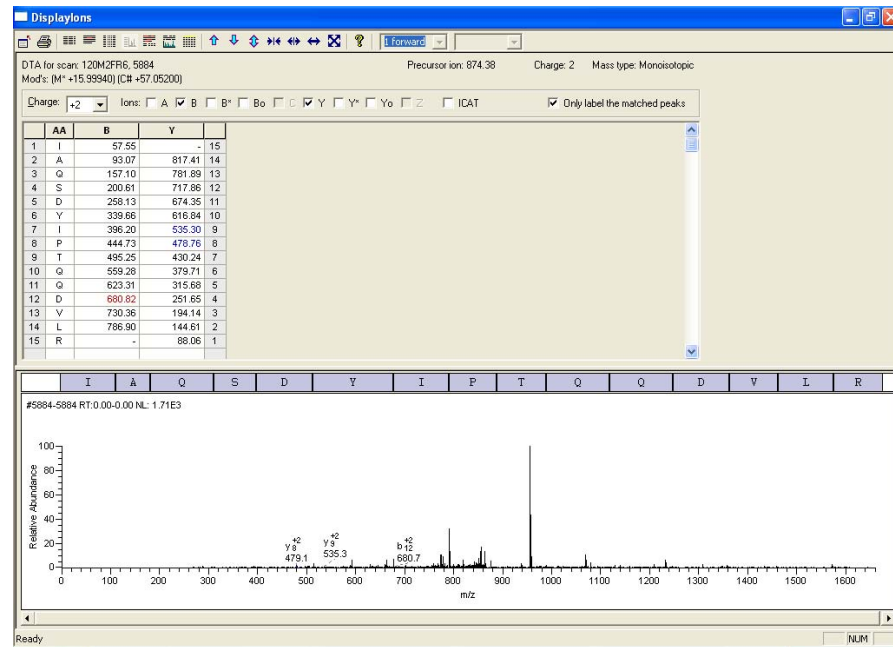 DisplayIons
1 forward
DTA for scan: 120M2FR6, 5884 Precursor ion: 874.38 Charge: 2 Mass type: Monoisotopic
Mod's: (M* +15.99940) (C# +57.05200)
Charge: +2 Ions: A B B* Bo C Y Y* Yo Z ICAT Only label the matched peaks
AA B Y
1 I 57.55 - 15
2 A 93.07 817.41 14
3 Q 157.10 781.89 13
4 S 200.61 717.86 12
5 D 258.13 674.35 11
6 Y 339.66 616.84 10
7 I 396.20 535.30 9
8 P 444.73 478.76 8
9 T 495.25 430.24 7
10 Q 559.28 379.71 6
11 Q 623.31 315.68 5
12 D 680.82 251.65 4
13 V 730.36 194.14 3
14 L 786.90 144.61 2
15 R - 88.06 1
I A Q S D Y I P T Q Q D V L R
#5884-5884 RT:0.00-0.00 NL: 1.71E3
100
80
60
40
20
0
Relative Abundance
y 8 +2 479.1
y 9 +2 535.3
b 12 +2 680.7
0 100 200 300 400 500 600 700 800 900 1000 1100 1200 1300 1400 1500 1600
m/z
Ready NUM